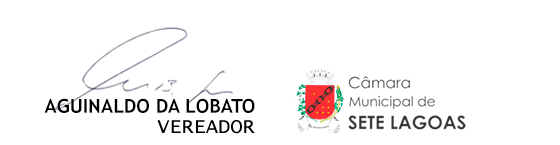 AGUINALDO DA LOBATO
VEREADOR
Câmara
Municipal de
SETE LAGOAS